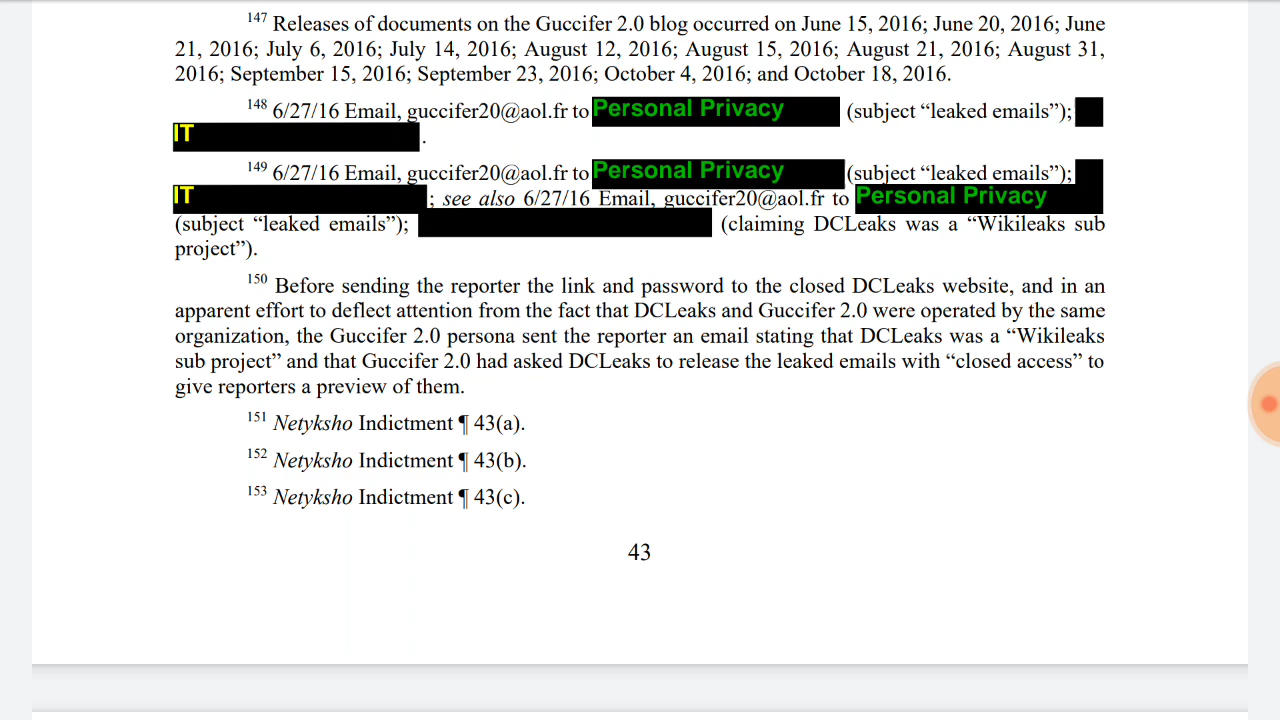 147 Releases of documents on the Guccifer 2.0 blog occurred on June 15, 2016; June 20, 2016; June
21, 2016; July 6, 2016; July 14, 2016; August 12, 2016; August 15, 2016; August 21, 2016; August 31,
2016; September 15, 2016; September 23, 2016; October 4, 2016; and October 18, 2016.
148 6/27/16 Email, guccifer20@aol.fr to Personal Privacy (subject “leaked emails”);
IT .
149 6/27/16 Email, guccifer20@aol.fr to Personal Privacy (subject “leaked emails”);
IT ; see also 6/27/16 Email, guccifer20@aol.fr to Personal Privacy
(subject “leaked emails”); (claiming DCLeaks was a “Wikileaks sub
project”).
150 Before sending the reporter the link and password to the closed DCLeaks website, and in an
apparent effort to deflect attention from the fact that DCLeaks and Guccifer 2.0 were operated by the same
organization, the Guccifer 2.0 persona sent the reporter an email stating that DCLeaks was a “Wikileaks
sub project” and that Guccifer 2.0 had asked DCLeaks to release the leaked emails with “closed access” to
give reporters a preview of them.
151 Netyksho Indictment ¶ 43(a).
152 Netyksho Indictment ¶ 43(b).
153 Netyksho Indictment ¶ 43(c).
43